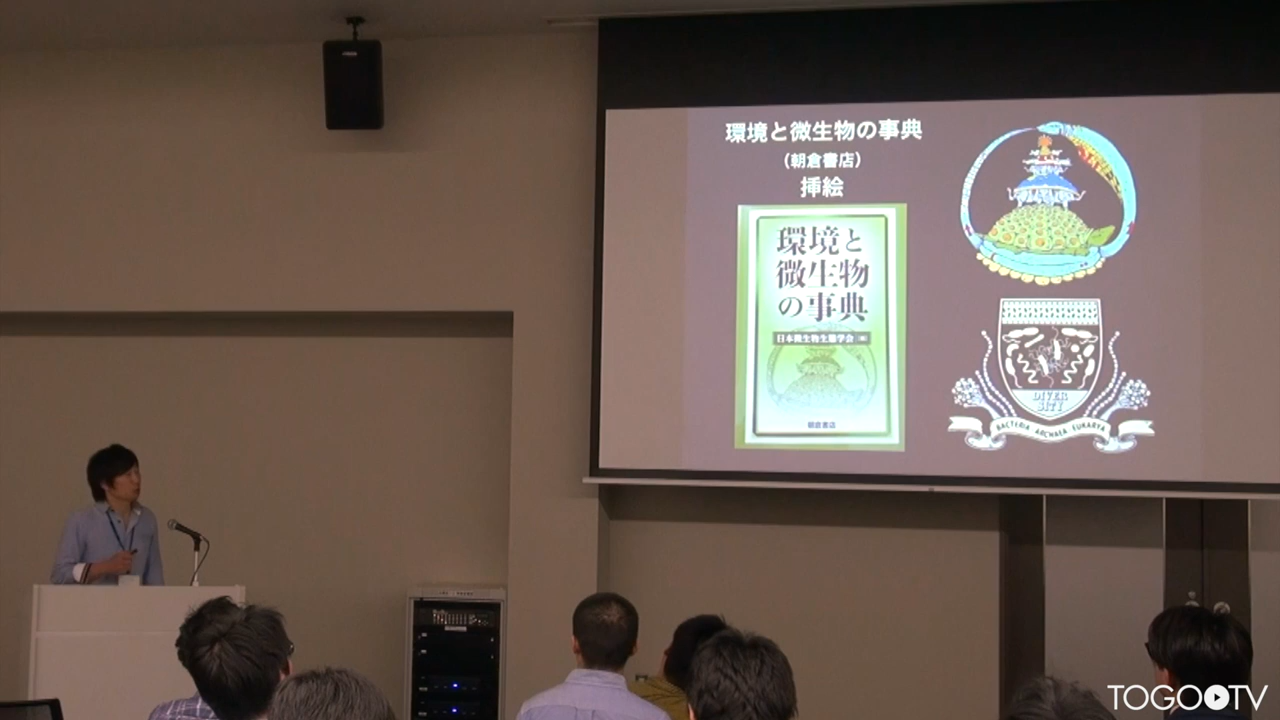 環境と微生物の事典
（朝倉書店）
挿絵
環境と
微生物
の事典
日本微生物生態学会
朝倉書店
DIVER
SITY
BACTERIA ARCHAEA EUKARYA
TOGOTV